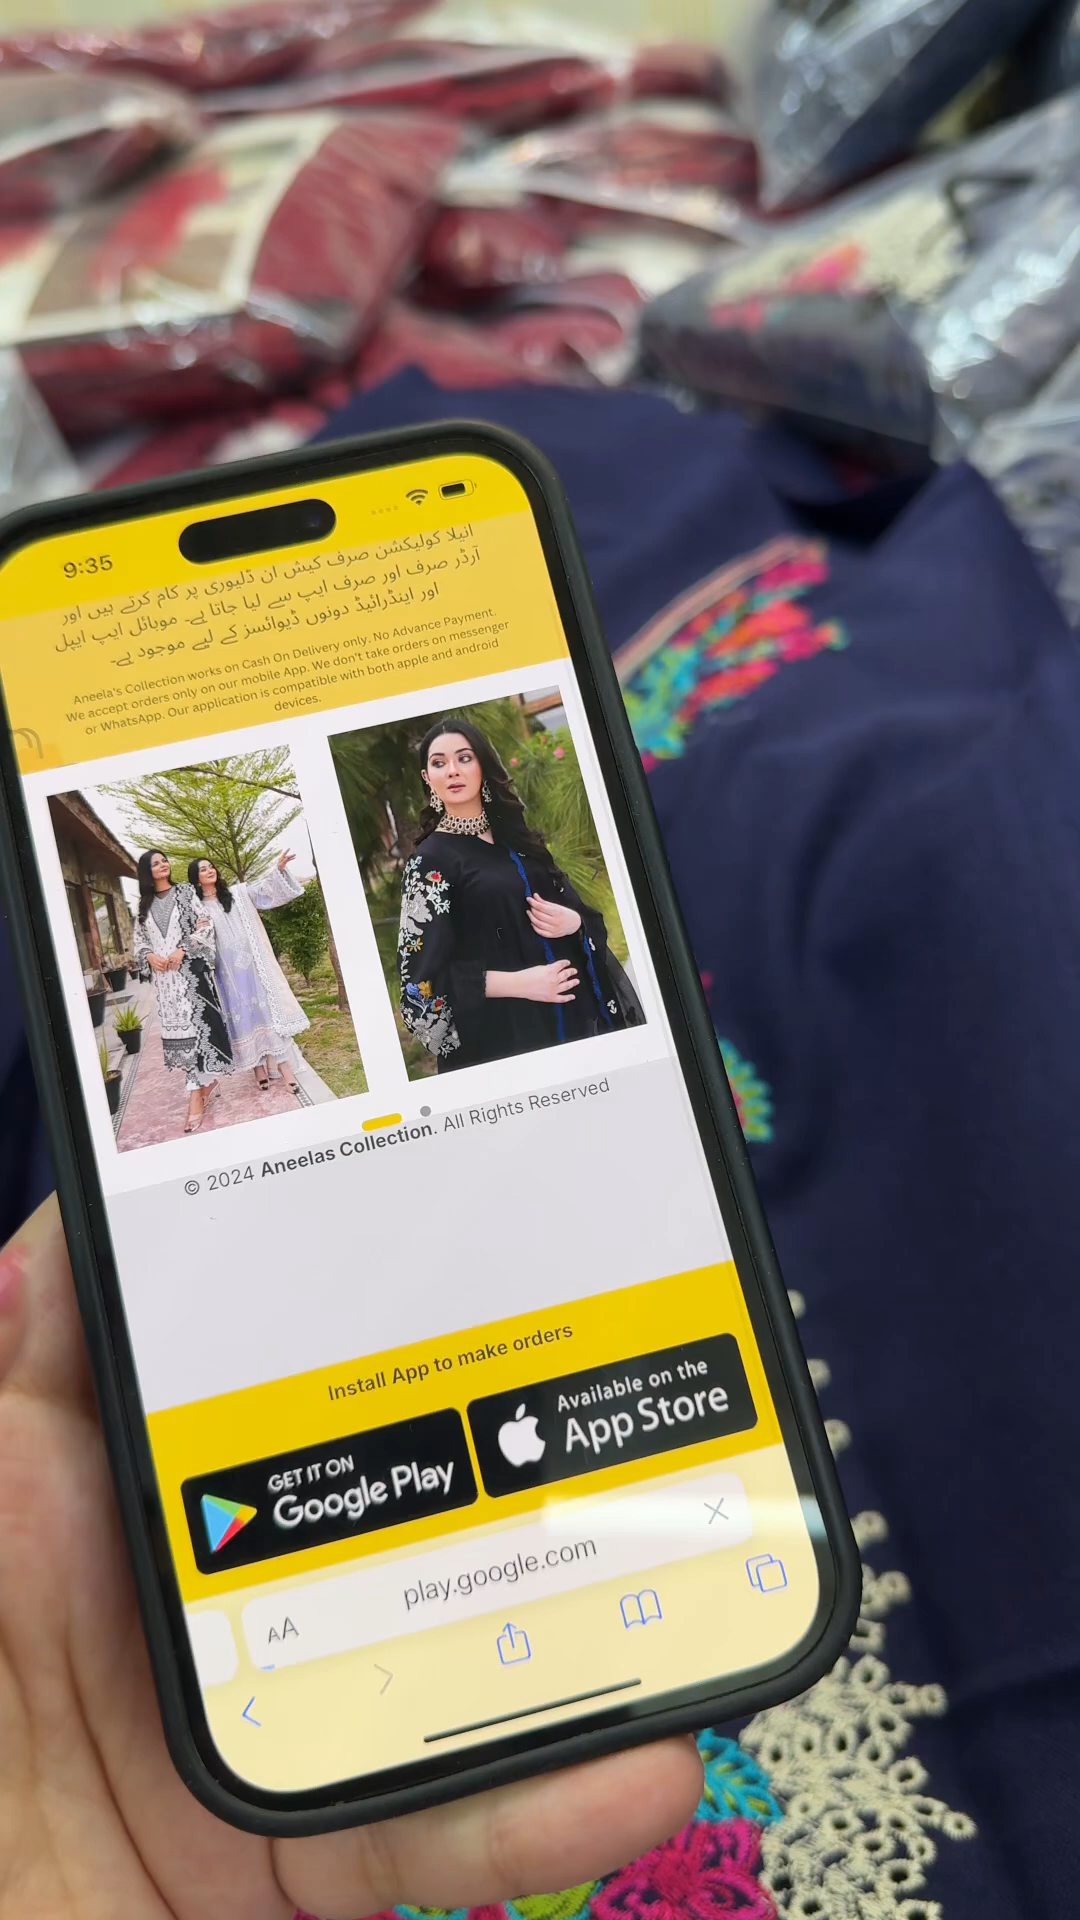 9:35
انیلا کولیکشن صرف کیش ان ڈلیوری پر کام کرتے ہیں اور
آرڈر صرف اور صرف ایپ سے لیا جاتا ہے۔ موبائل ایپ ایپل
اور اینڈرائیڈ دونوں ڈیوائسز کے لیے موجود ہے۔
Aneela's Collection works on Cash On Delivery only. No Advance Payment.
We accept orders only on our mobile App. We don't take orders on messenger
or WhatsApp. Our application is compatible with both apple and android
devices.
© 2024 Aneelas Collection. All Rights Reserved
Install App to make orders
GET IT ON
Google Play
Available on the
App Store
AA
play.google.com